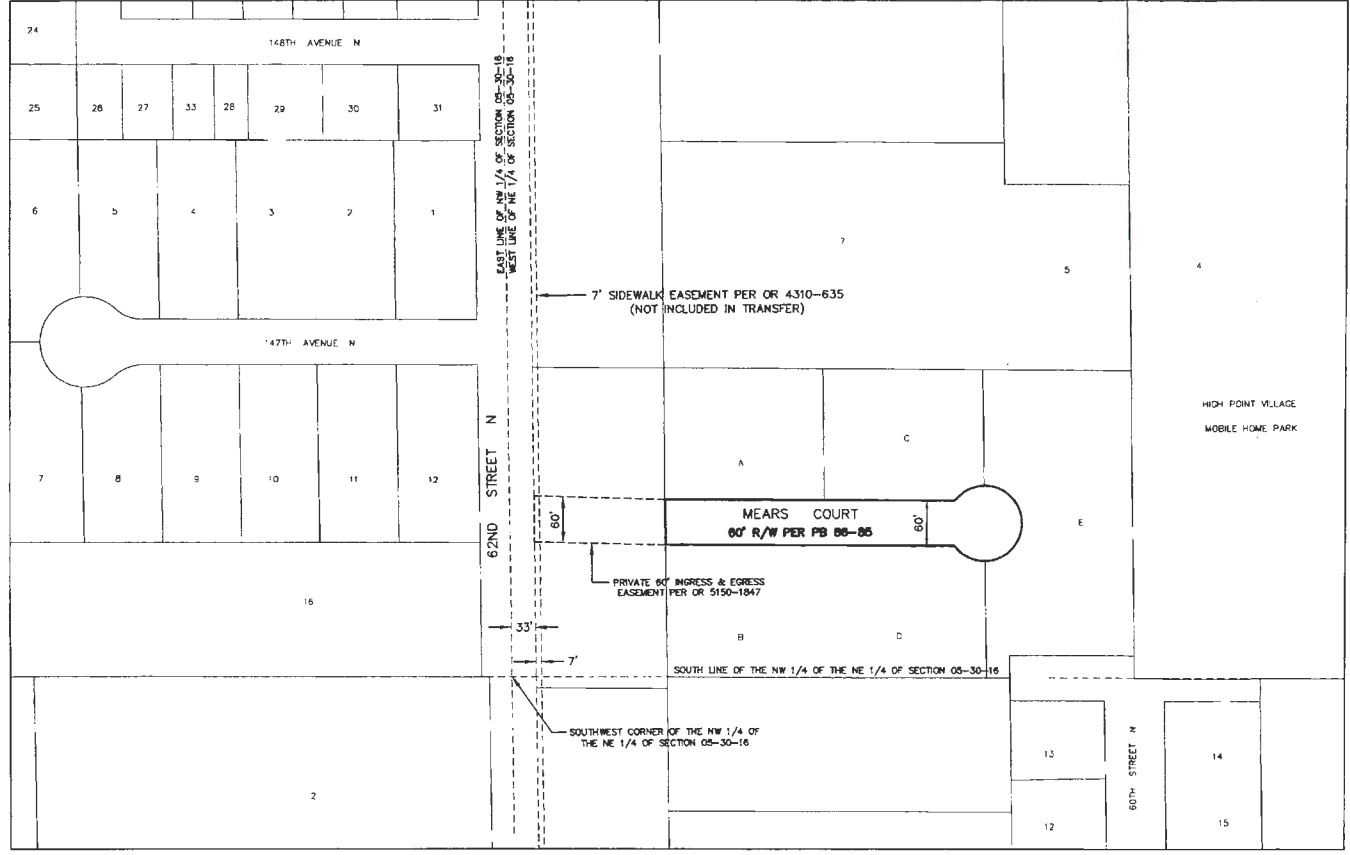 24
148TH AVENUE N
25
26
27
33
28
29
30
31
EAST LINE OF NW 1/4 OF SECTION 05-30-16
WEST LINE OF NE 1/4 OF SECTION 05-30-16
6
5
4
3
2
1
7
5
4
7' SIDEWALK EASEMENT PER OR 4310-635
(NOT INCLUDED IN TRANSFER)
147TH AVENUE N
HIGH POINT VILLAGE
MOBILE HOME PARK
62ND STREET N
7
8
9
10
11
12
A
C
60'
MEARS COURT
60' R/W PER PB 86-85
60'
E
PRIVATE 60' INGRESS & EGRESS
EASEMENT PER OR 5150-1847
16
33'
B
D
7'
SOUTH LINE OF THE NW 1/4 OF THE NE 1/4 OF SECTION 05-30-16
SOUTHWEST CORNER OF THE NW 1/4 OF
THE NE 1/4 OF SECTION 05-30-16
2
13
60TH STREET N
14
12
15